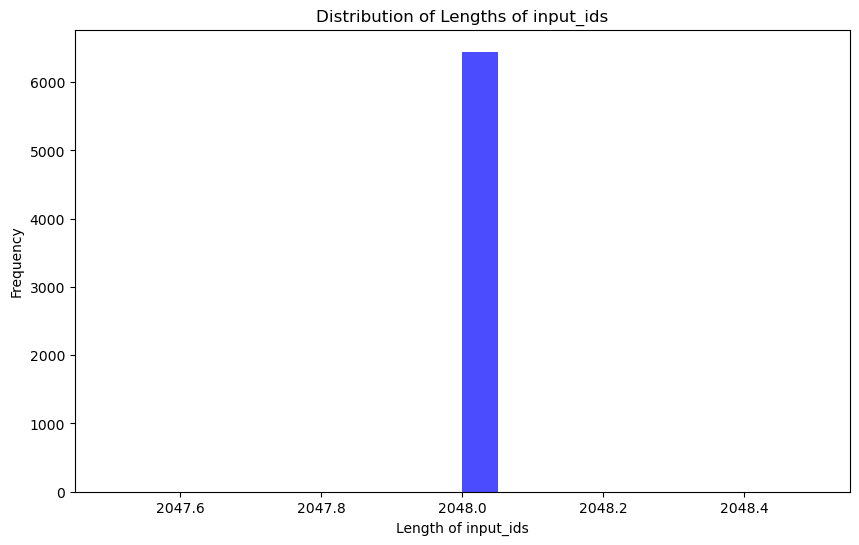 Distribution of Lengths of input_ids
Frequency
6000
5000
4000
3000
2000
1000
0
2047.6 2047.8 2048.0 2048.2 2048.4
Length of input_ids